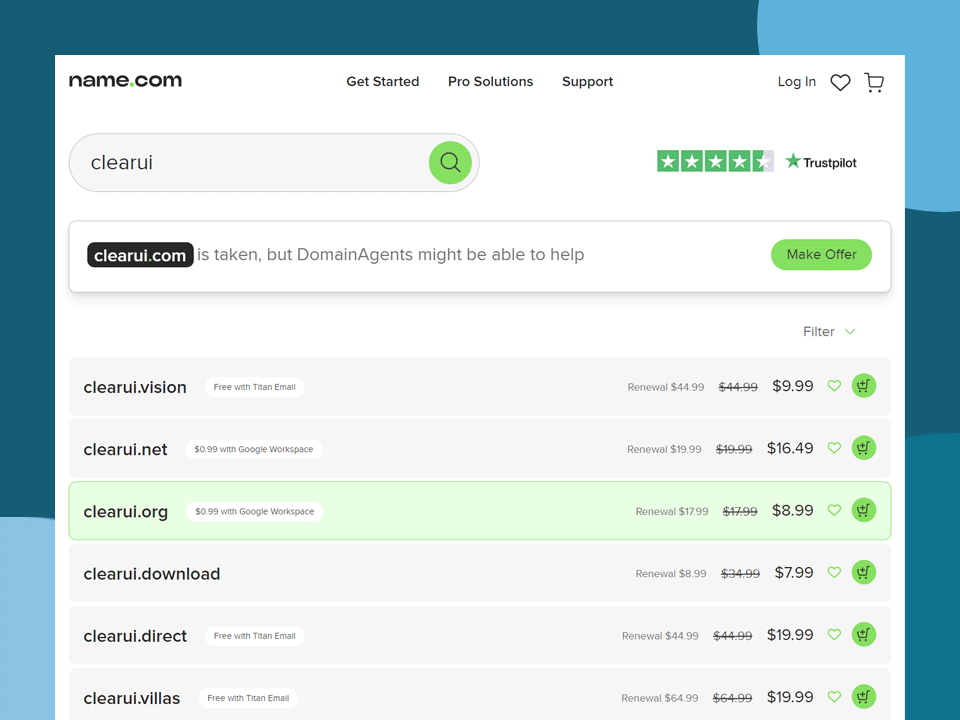 name.com Get Started Pro Solutions Support Log In
clearui Trustpilot
clearui.com is taken, but DomainAgents might be able to help Make Offer
Filter
clearui.vision Free with Titan Email Renewal $44.99 $44.99 $9.99
clearui.net $0.99 with Google Workspace Renewal $19.99 $19.99 $16.49
clearui.org $0.99 with Google Workspace Renewal $17.99 $17.99 $8.99
clearui.download Renewal $8.99 $34.99 $7.99
clearui.direct Free with Titan Email Renewal $44.99 $44.99 $19.99
clearui.villas Free with Titan Email Renewal $64.99 $64.99 $19.99